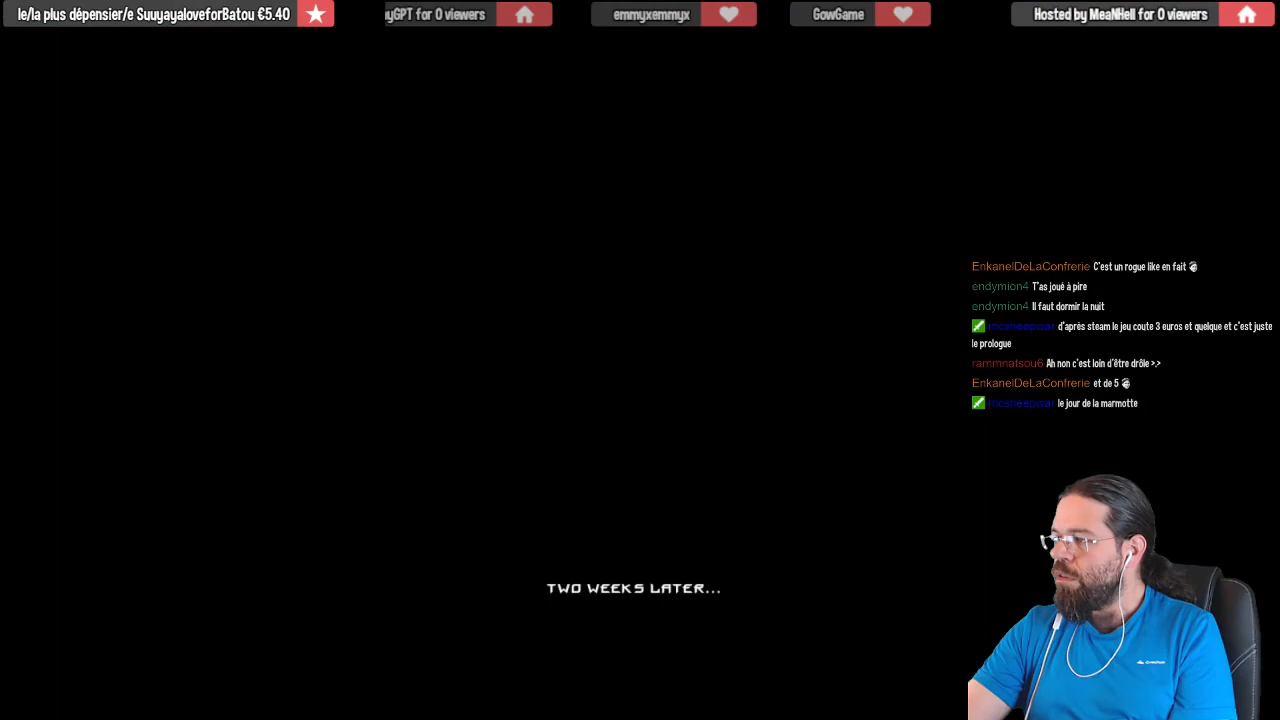 le/la plus dépensier/e SuuyayaloveforBatou €5.40
yGPT for 0 viewers
emmyxemmyx
GowGame
Hosted by MeaNHell for 0 viewers
EnkanelDeLaConfrerie C'est un rogue like en fait
endymion4 T'as joué à pire
endymion4 Il faut dormir la nuit
d'après steam le jeu coute 3 euros et quelque et c'est juste
le prologue
rammnatsou6 Ah non c'est loin d'être drôle >.>
EnkanelDeLaConfrerie et de 5
le jour de la marmotte
TWO WEEKS LATER...